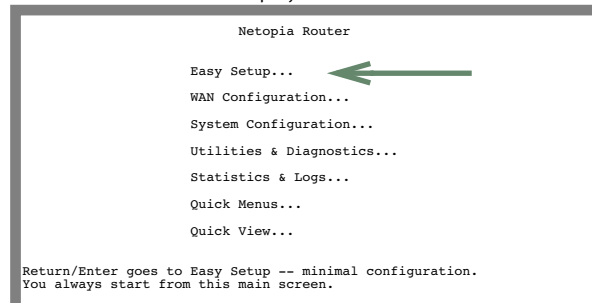 Netopia Router
Easy Setup...
WAN Configuration...
System Configuration...
Utilities & Diagnostics...
Statistics & Logs...
Quick Menus...
Quick View...
Return/Enter goes to Easy Setup -- minimal configuration.
You always start from this main screen.